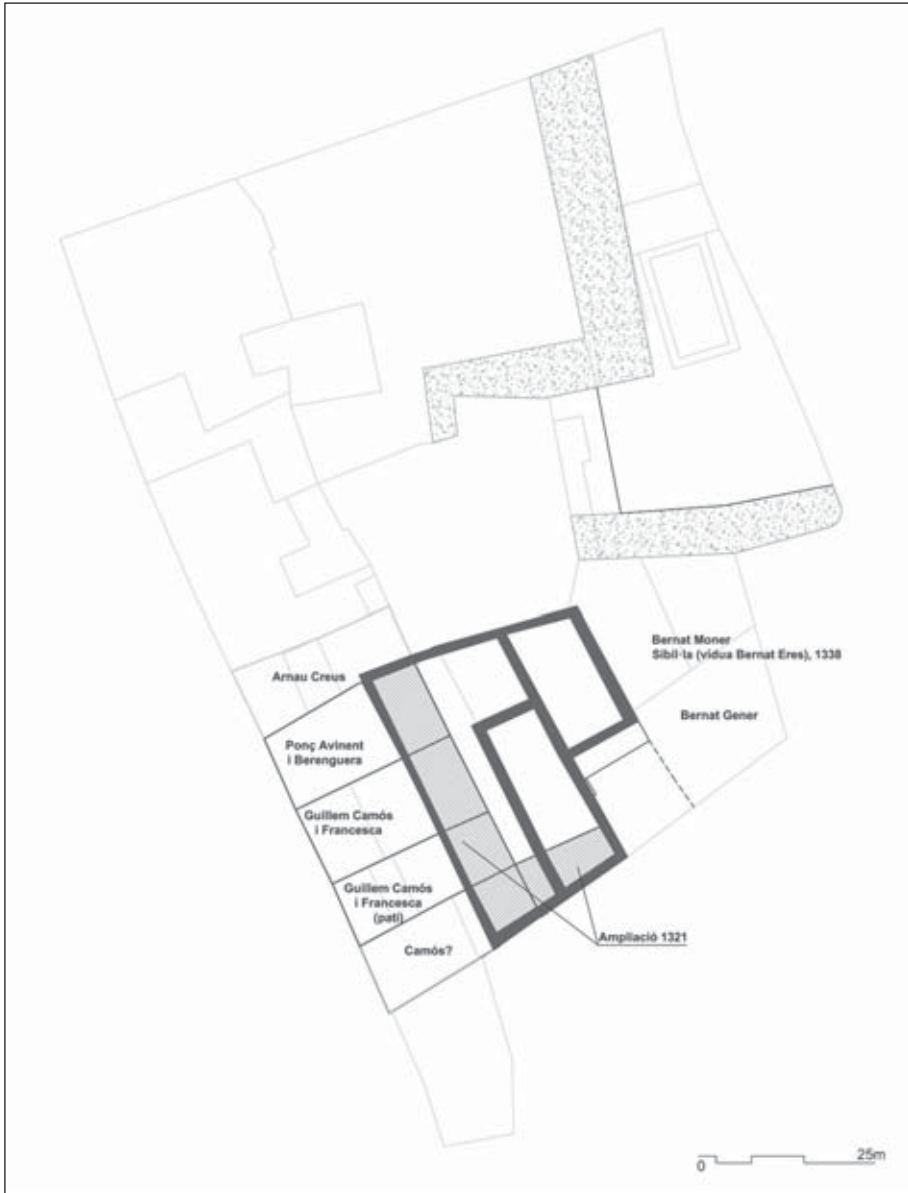 Arnau Creus
Ponç Avinent
i Berenguera
Guillem Camós
i Francesca
Guillem Camós
i Francesca
(pati)
Camós?
Bernat Moner
Sibil·la (vídua Bernat Eres), 1338
Bernat Gener
Ampliació 1321
0 25m